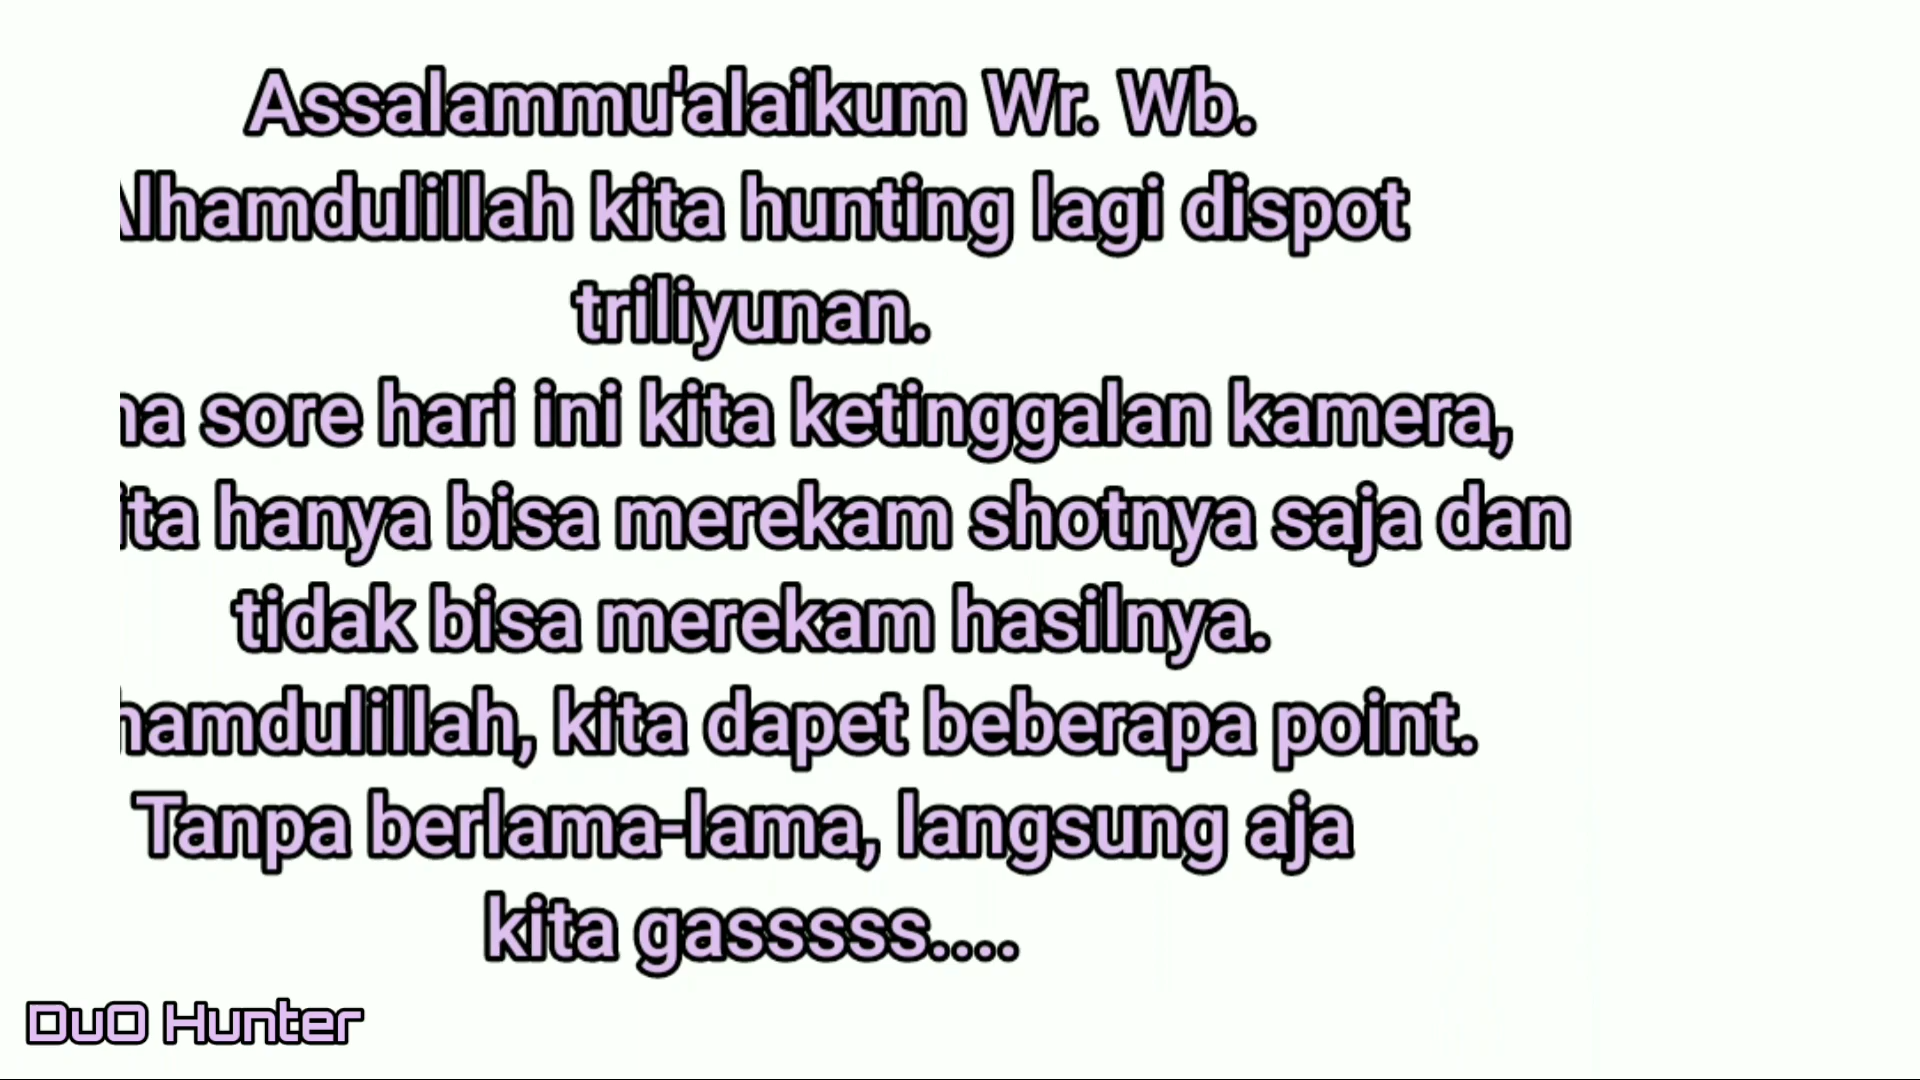 Assalammu'alaikum Wr. Wb.
Alhamdulillah kita hunting lagi dispot
triliyunan.
sore hari ini kita ketinggalan kamera,
hanya bisa merekam shotnya saja dan
tidak bisa merekam hasilnya.
hamdulillah, kita dapet beberapa point.
Tanpa berlama-lama, langsung aja
kita gasssss....
DuO Hunter